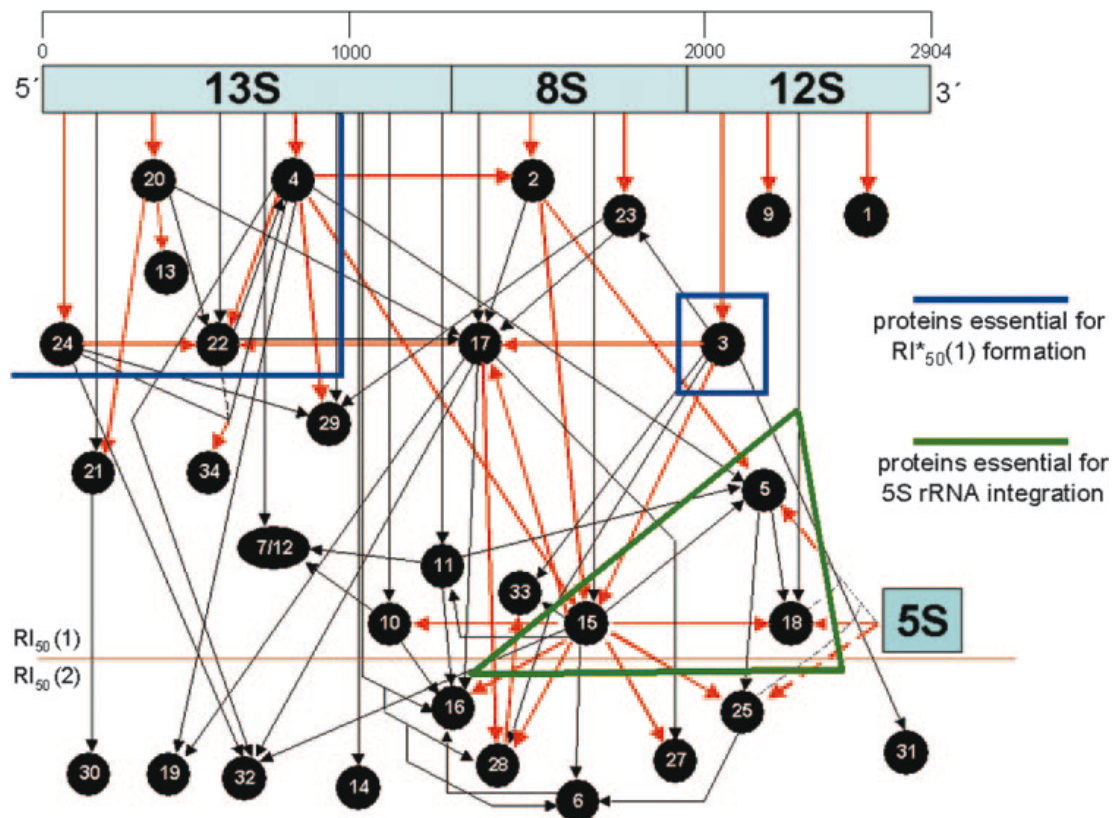 0 1000 2000 2904
5´ 13S 8S 12S 3´
20 4 2 23 9 1
13
24 22 17 3
proteins essential for
RI*50(1) formation
29
21 34
proteins essential for
5S rRNA integration
5
7/12 11
33
10 15 18 5S
RI50(1)
RI50(2)
16 25
30 19 32 14 28 27 31
6